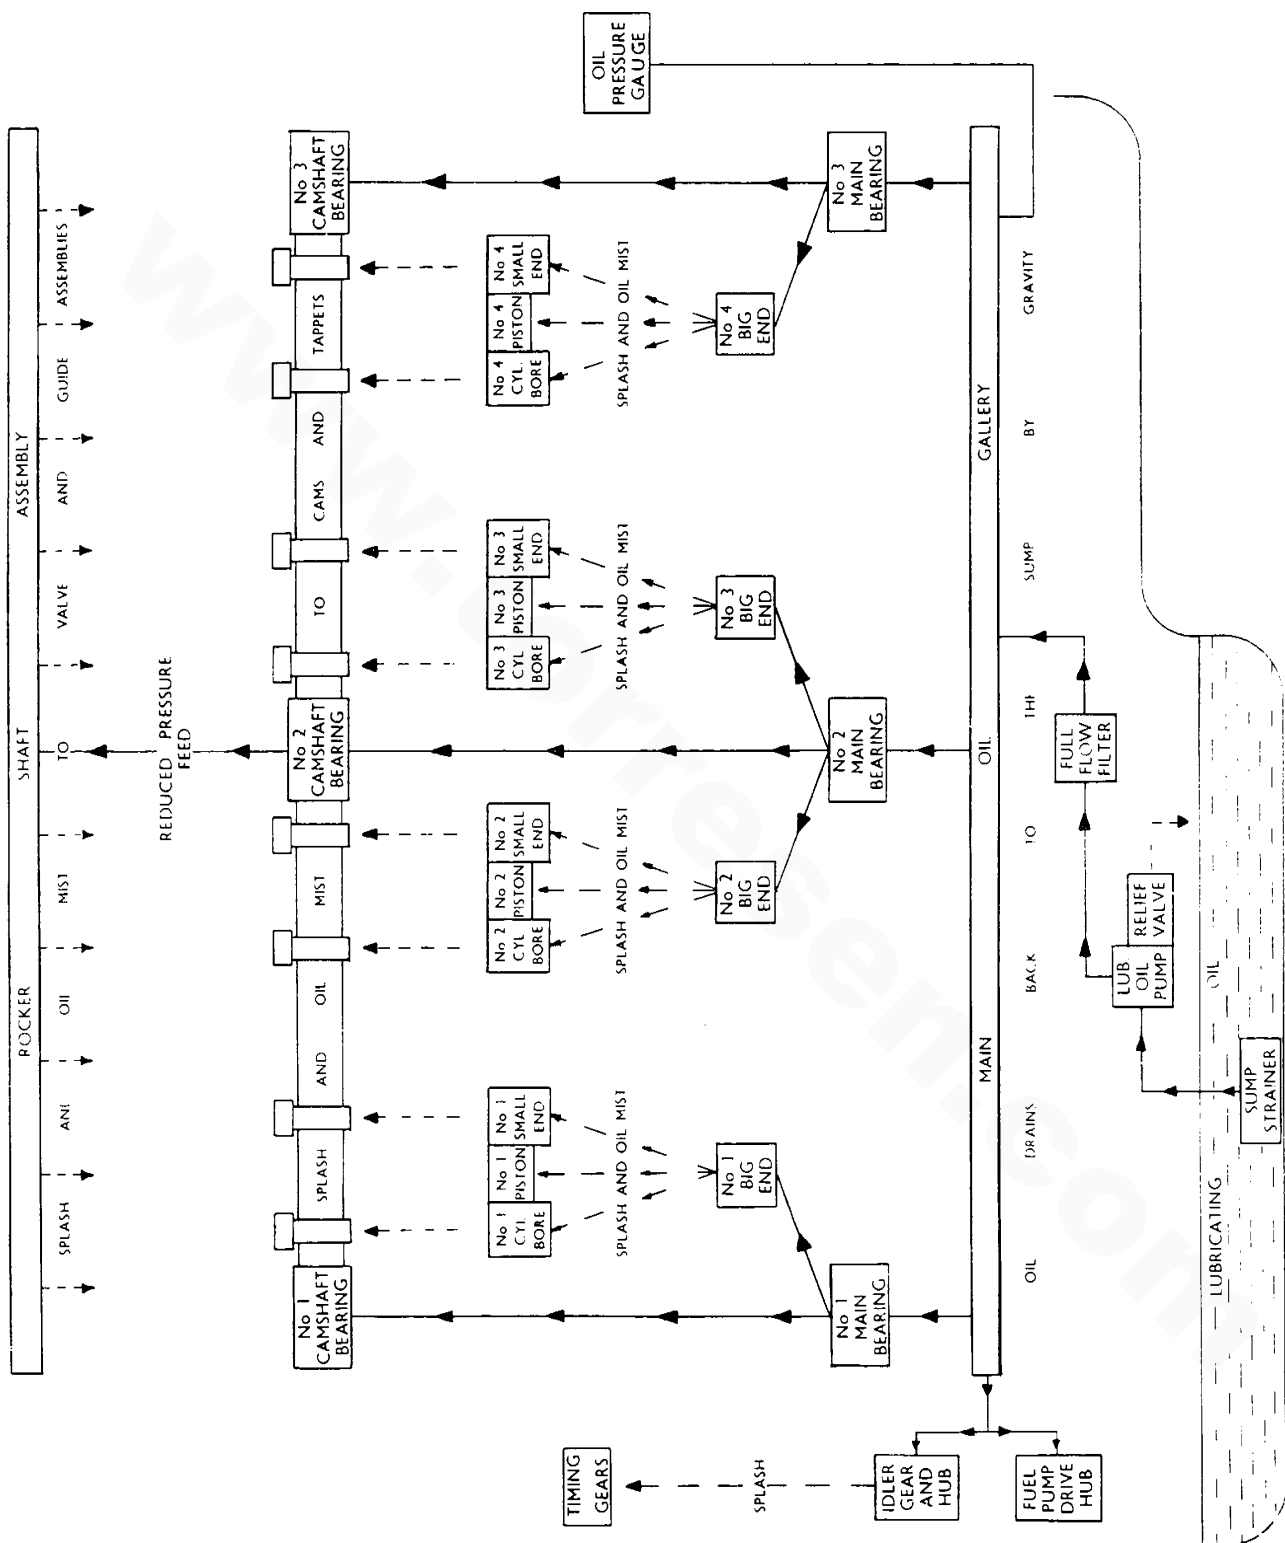 ROCKER SHAFT ASSEMBLY
SPLASH AND OIL MIST TO VALVE AND GUIDE ASSEMBLIES
REDUCED PRESSURE
FEED
No 1
CAMSHAFT
BEARING
SPLASH AND OIL MIST
No 2
CAMSHAFT
BEARING
TO CAMS AND TAPPETS
No 3
CAMSHAFT
BEARING
OIL
PRESSURE
GAUGE
No 1
CYL
BORE
No 1
PISTON
No 1
SMALL
END
No 2
CYL
BORE
No 2
PISTON
No 2
SMALL
END
No 3
CYL
BORE
No 3
PISTON
No 3
SMALL
END
No 4
CYL.
BORE
No 4
PISTON
No 4
SMALL
END
SPLASH AND OIL MIST
SPLASH AND OIL MIST
SPLASH AND OIL MIST
SPLASH AND OIL MIST
No 1
BIG
END
No 2
BIG
END
No 3
BIG
END
No 4
BIG
END
No 1
MAIN
BEARING
No 2
MAIN
BEARING
No 3
MAIN
BEARING
TIMING
GEARS
SPLASH
IDLER
GEAR
AND
HUB
FUEL
PUMP
DRIVE
HUB
MAIN OIL GALLERY
OIL DRAINS BACK TO THE SUMP BY GRAVITY
FULL
FLOW
FILTER
LUB
OIL
PUMP
RELIEF
VALVE
LUBRICATING OIL
SUMP
STRAINER
www.torresen.com